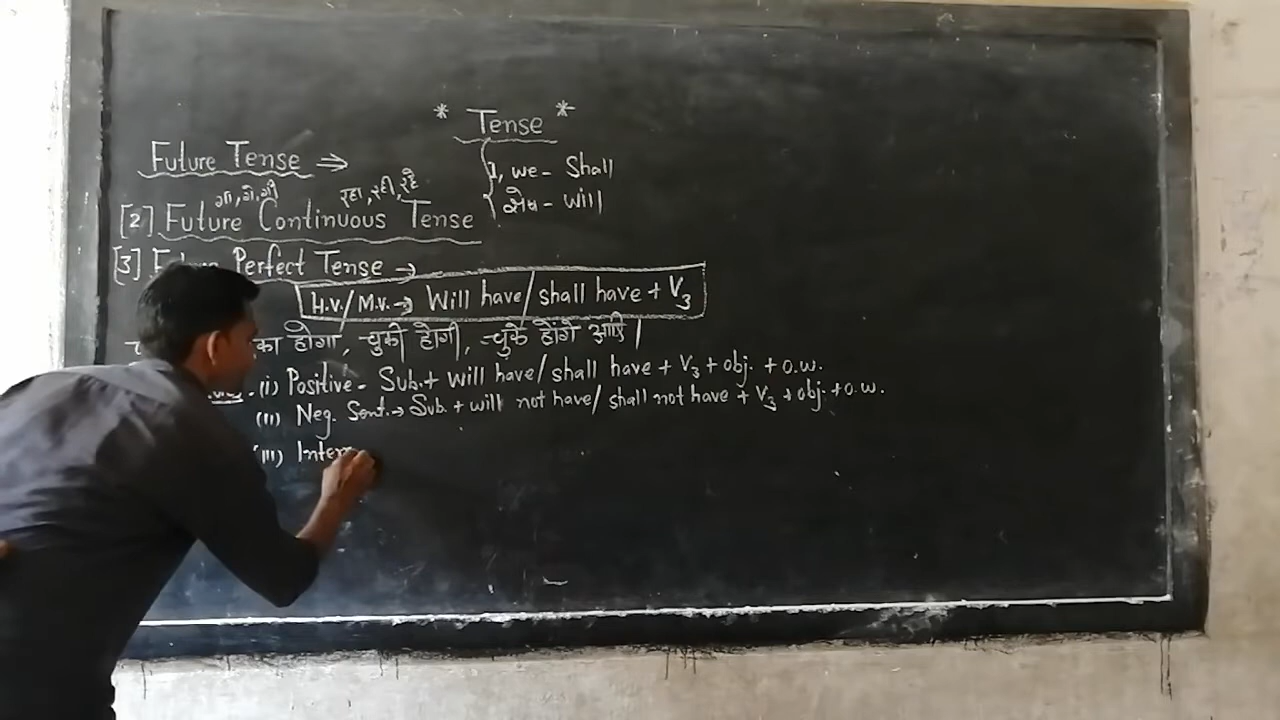 * Tense *
Future Tense ⇒
I, we - Shall
शेष - will
गा, गे, गी रहा, रही, रहे
[2] Future Continuous Tense
[3] Perfect Tense →
H.v./M.v. → Will have/shall have + V3
होगा, चुकी होगी, चुके होंगे आदि।
(i) Positive - Sub. + will have/shall have + V3 + obj. + o.w.
(ii) Neg. Sent. → Sub. + will not have/shall not have + V3 + obj. + o.w.
(iii) Inter